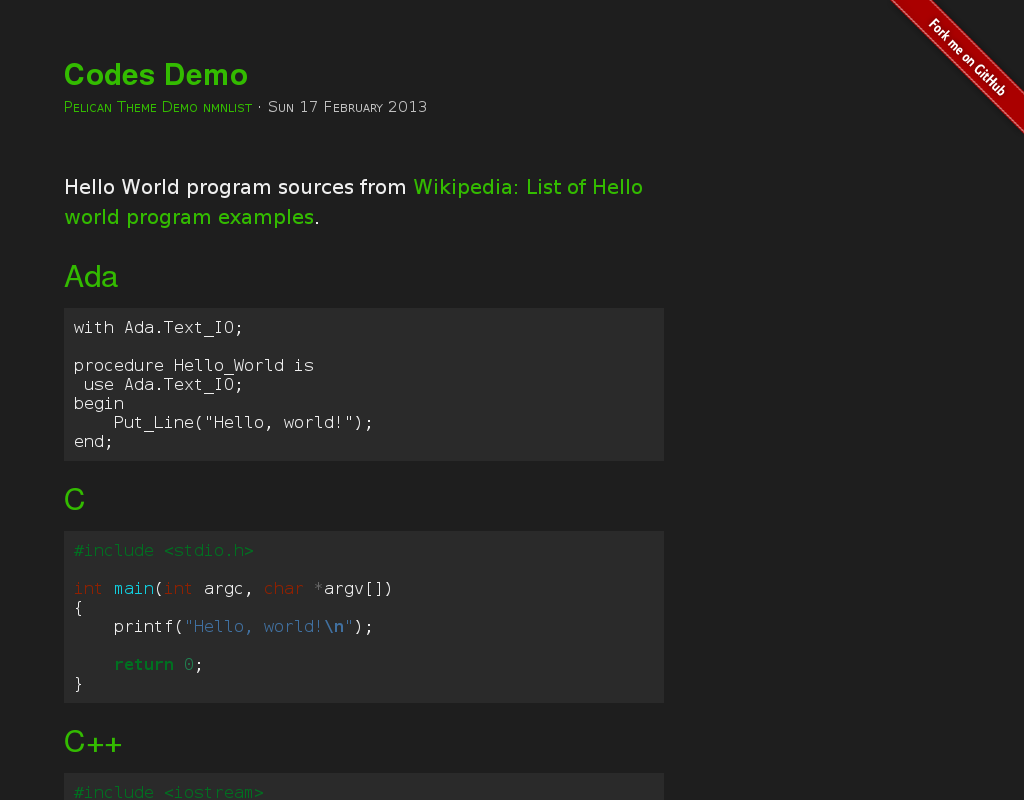 Fork me on GitHub
Codes Demo
Pelican Theme Demo nmnlist · Sun 17 February 2013
Hello World program sources from Wikipedia: List of Hello
world program examples.
Ada
with Ada.Text_IO;
procedure Hello_World is
 use Ada.Text_IO;
begin
    Put_Line("Hello, world!");
end;
C
#include <stdio.h>
int main(int argc, char *argv[])
{
    printf("Hello, world!\n");
    return 0;
}
C++
#include <iostream>